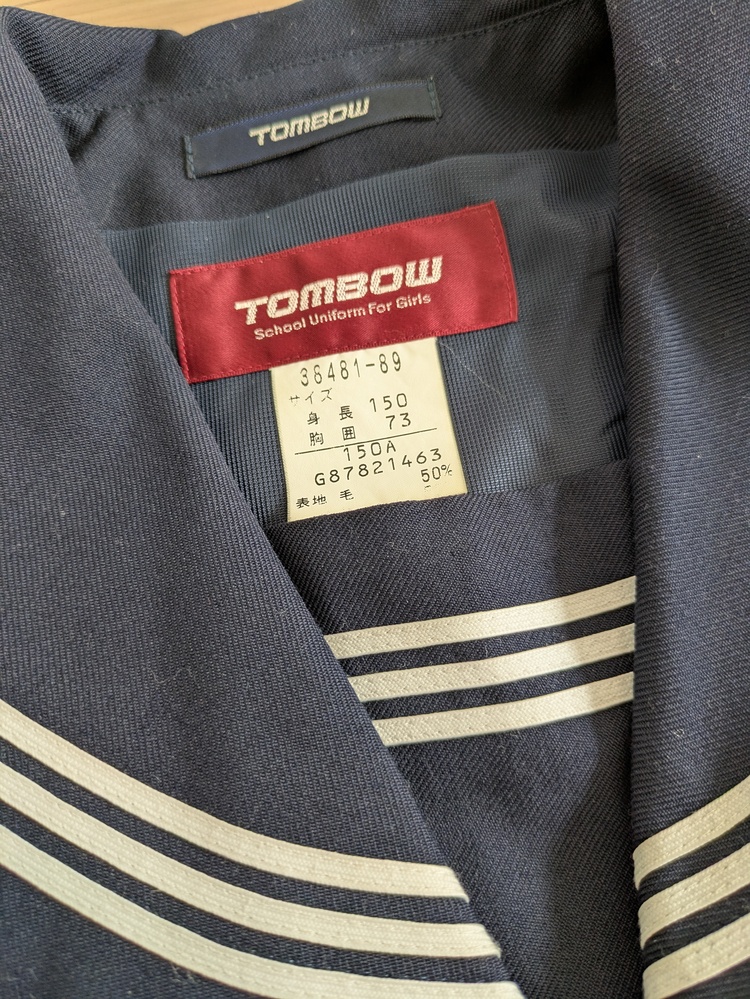 TOMBOW
TOMBOW
School Uniform For Girls
38481-89
サイズ
身長 150
胸囲 73
150A
G87821463
表地 毛 50%